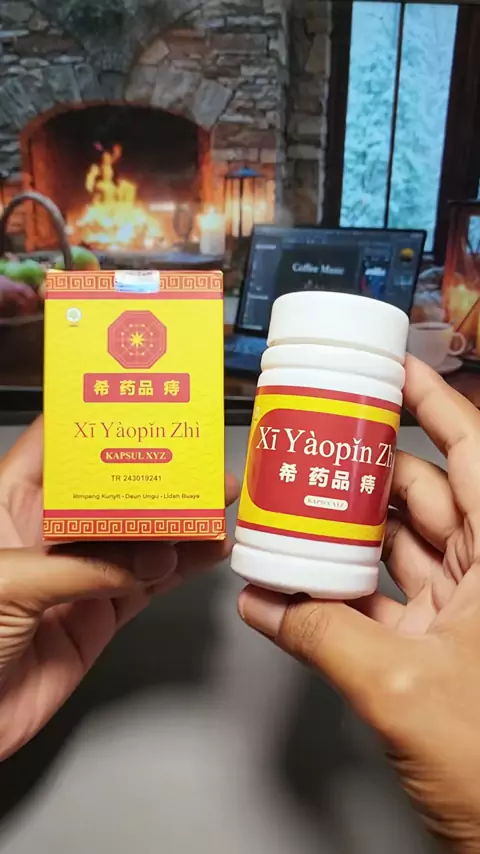 希 药品 痔
Xī Yàopǐn Zhì
KAPSUL XYZ
TR 243019241
Rimpang Kunyit - Daun Ungu - Lidah Buaya
Xī Yàopǐn Zhì
希 药品 痔
KAPSUL XYZ
Coffee Music